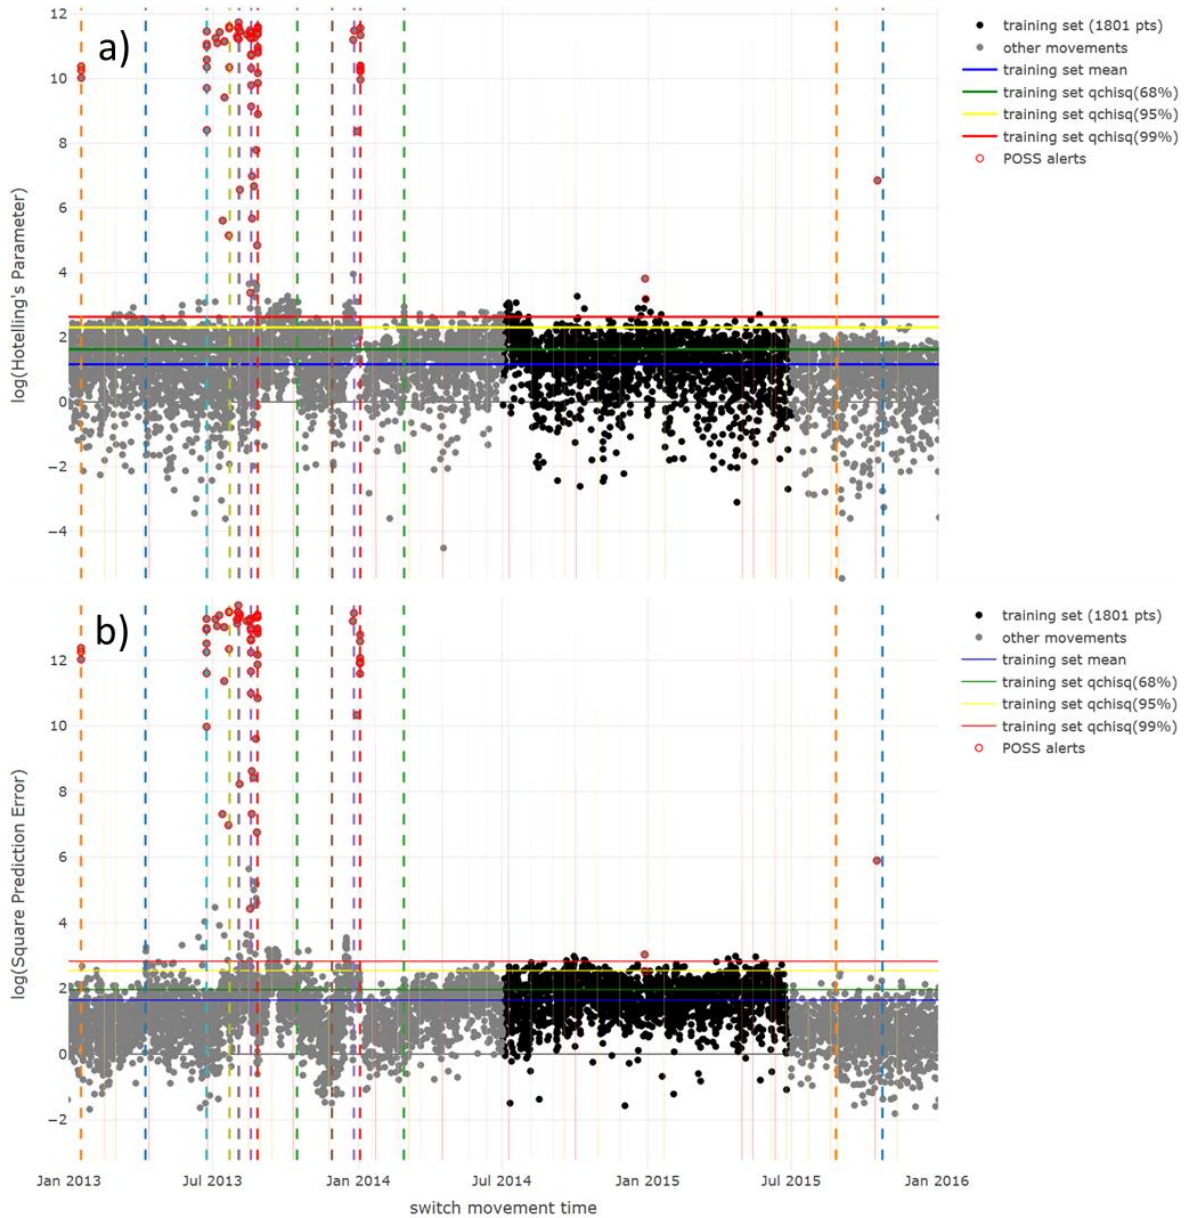 a)
12
10
8
6
4
2
0
−2
−4
log(Hotelling's Parameter)
training set (1801 pts)
other movements
training set mean
training set qchisq(68%)
training set qchisq(95%)
training set qchisq(99%)
POSS alerts
b)
12
10
8
6
4
2
0
−2
log(Square Prediction Error)
training set (1801 pts)
other movements
training set mean
training set qchisq(68%)
training set qchisq(95%)
training set qchisq(99%)
POSS alerts
Jan 2013 Jul 2013 Jan 2014 Jul 2014 Jan 2015 Jul 2015 Jan 2016
switch movement time